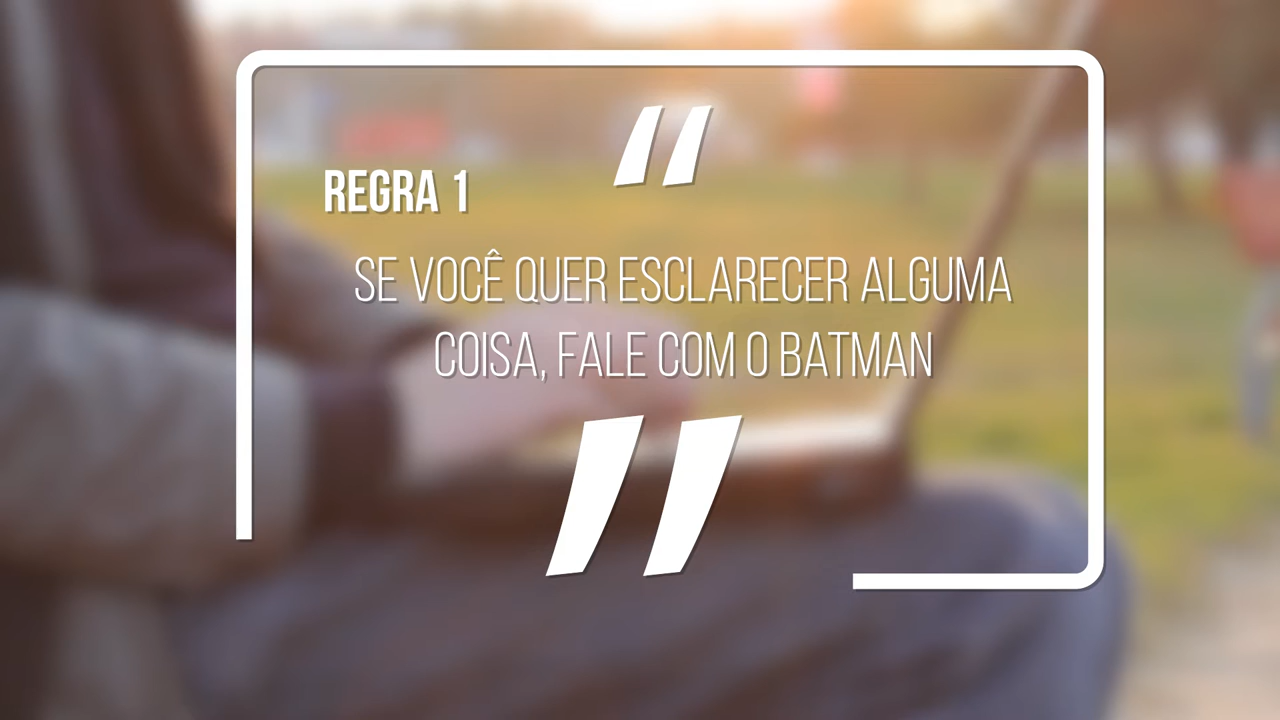 “
REGRA 1
SE VOCÊ QUER ESCLARECER ALGUMA
COISA, FALE COM O BATMAN
”